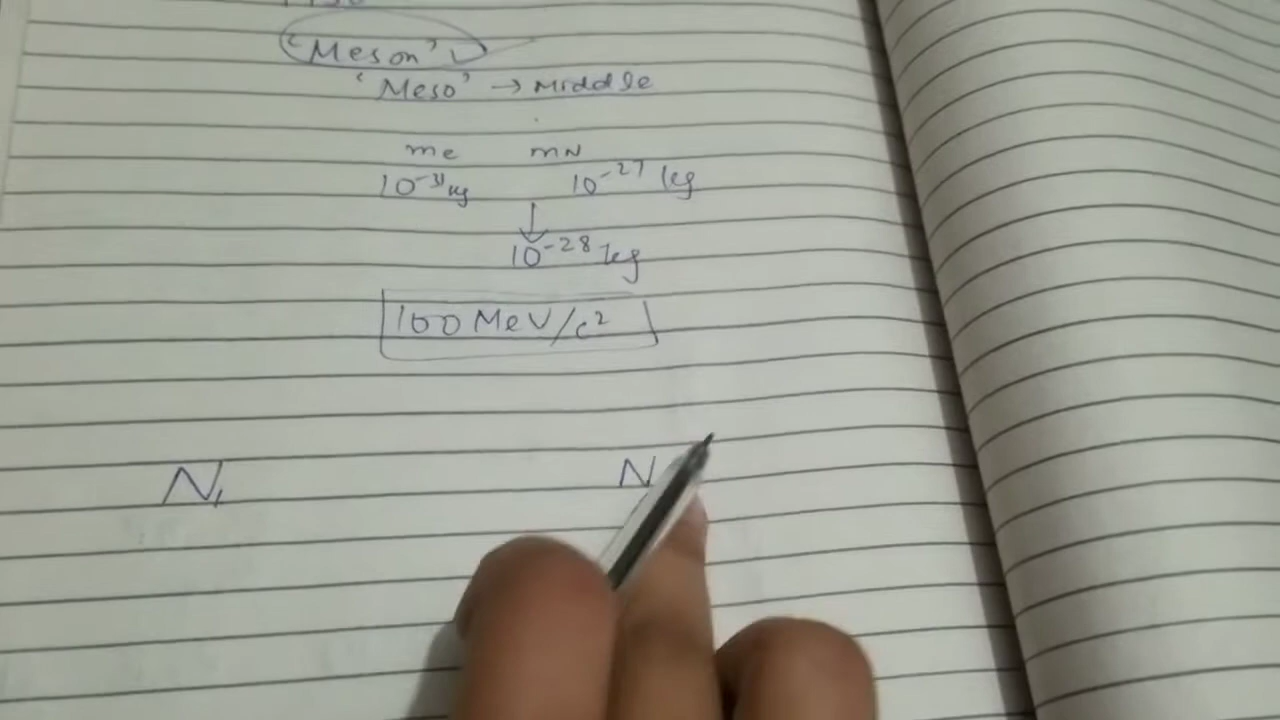 'Meson'
'Meso' → Middle
me mN
10⁻³¹kg 10⁻²⁷ kg
↓
10⁻²⁸ kg
100 MeV/c²
N₁ N